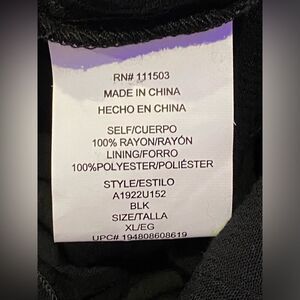 RN# 111503
MADE IN CHINA
HECHO EN CHINA
SELF/CUERPO
100% RAYON/RAYÓN
LINING/FORRO
100%POLYESTER/POLIÉSTER
STYLE/ESTILO
A1922U152
BLK
SIZE/TALLA
XL/EG
UPC# 194808608619